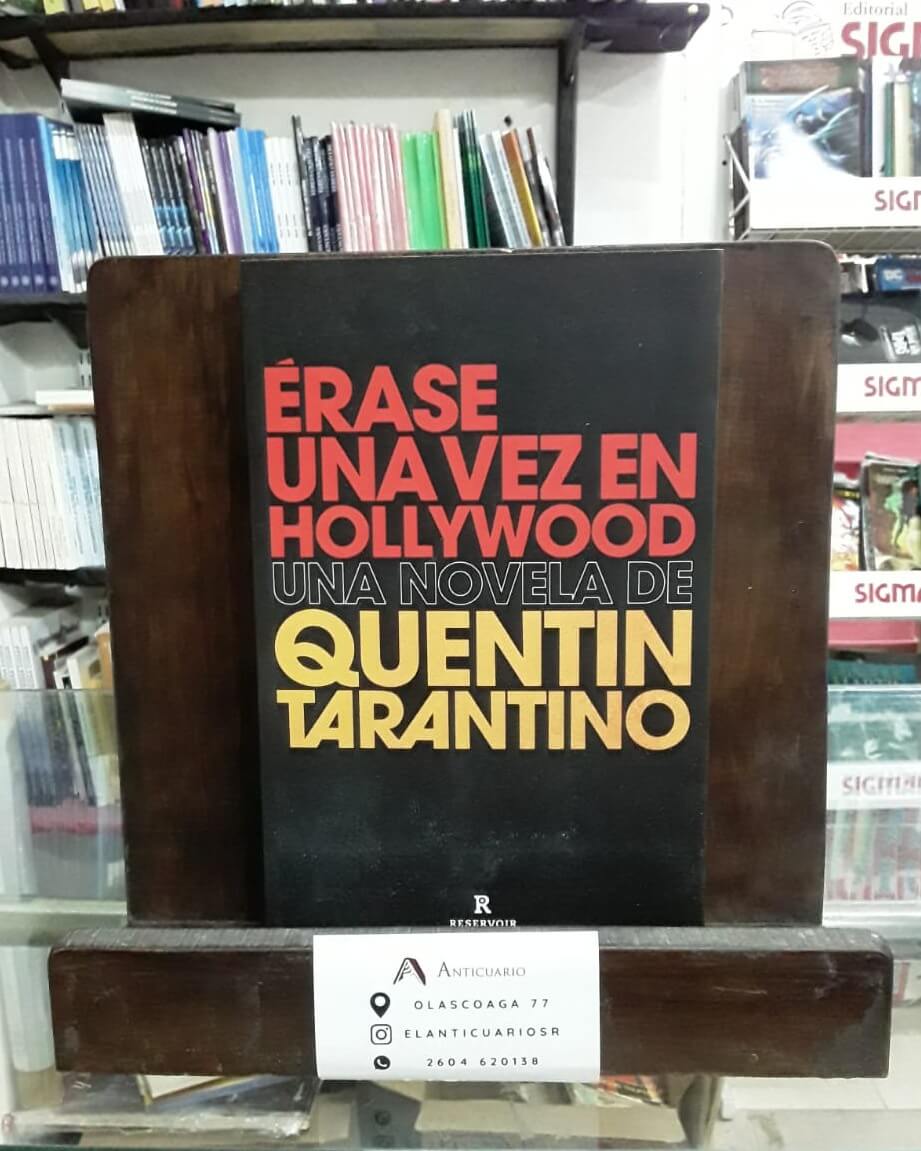 Editorial
SIGM
SIGM
SIGM
SIGMA
SIGMA
ÉRASE
UNA VEZ EN
HOLLYWOOD
UNA NOVELA DE
QUENTIN
TARANTINO
R
RESERVOIR
ANTICUARIO
OLASCOAGA 77
ELANTICUARIOSR
2604 620138